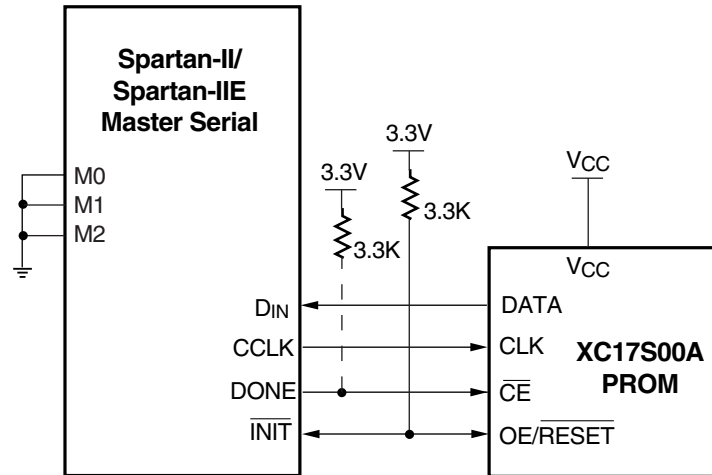 Spartan-II/
Spartan-IIE
Master Serial
3.3V
3.3V
VCC
M0
M1
M2
3.3K
3.3K
VCC
DIN
DATA
CCLK
CLK
XC17S00A
PROM
DONE
CE
INIT
OE/RESET